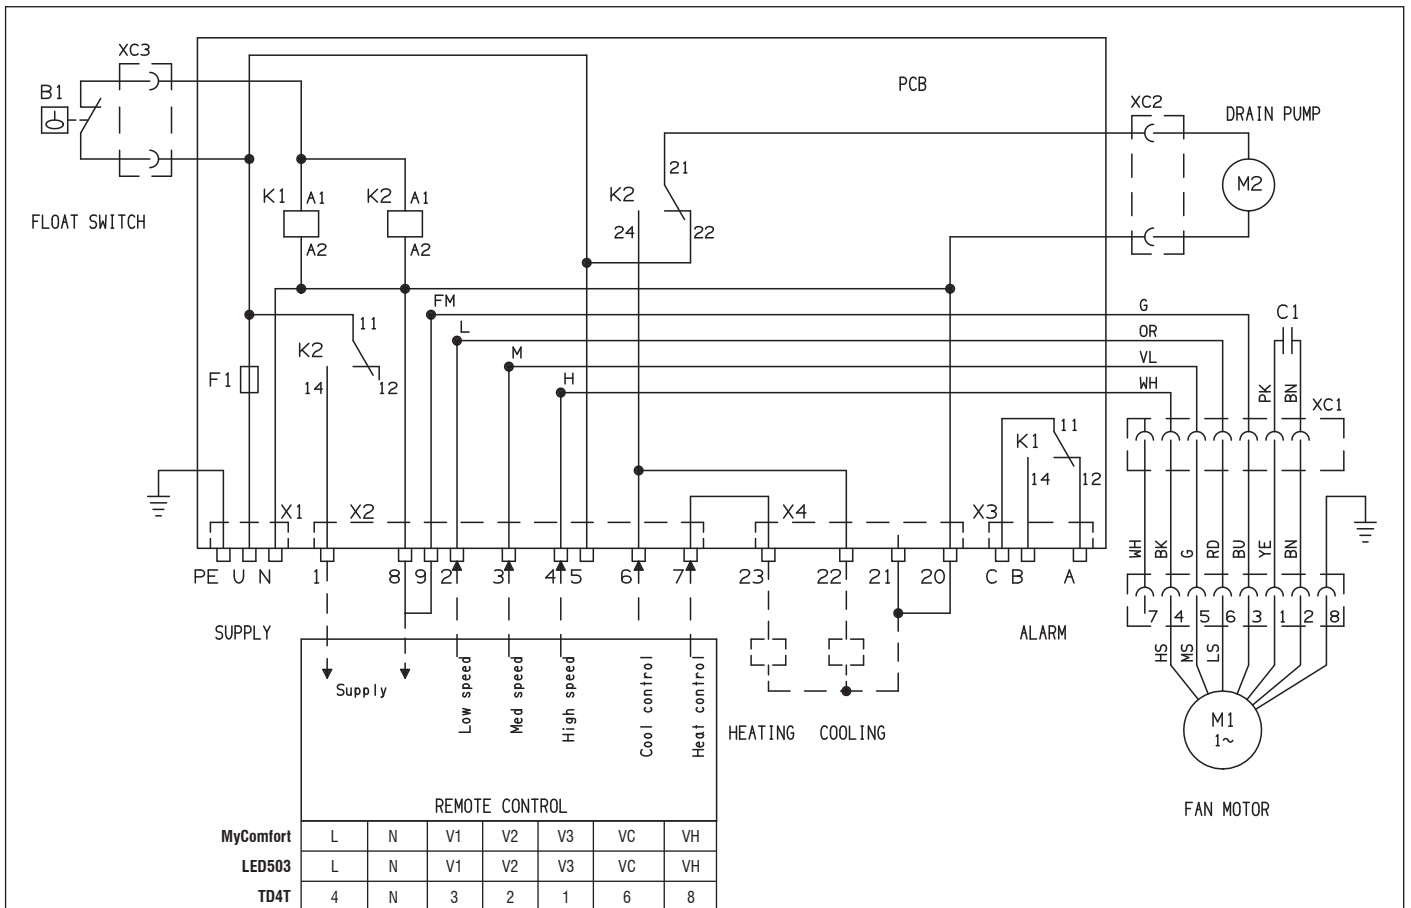 XC3
B1
FLOAT SWITCH
PCB
XC2
DRAIN PUMP
M2
K1 A1
A2
K2 A1
A2
21
K2
24 22
FM
L
M
H
G
OR
VL
WH
C1
PK
BN
XC1
11
K2
14 12
F1
11
K1
14 12
X1
X2
X4
X3
WH
BK
G
RD
BU
YE
BN
PE U N 1 8 9 2 3 4 5 6 7 23 22 21 20 C B A
7 4 5 6 3 1 2 8
SUPPLY
ALARM
HS
MS
LS
Supply
Low speed
Med speed
High speed
Cool control
Heat control
HEATING COOLING
M1
1~
FAN MOTOR
REMOTE CONTROL
MyComfort L N V1 V2 V3 VC VH
LED503 L N V1 V2 V3 VC VH
TD4T 4 N 3 2 1 6 8